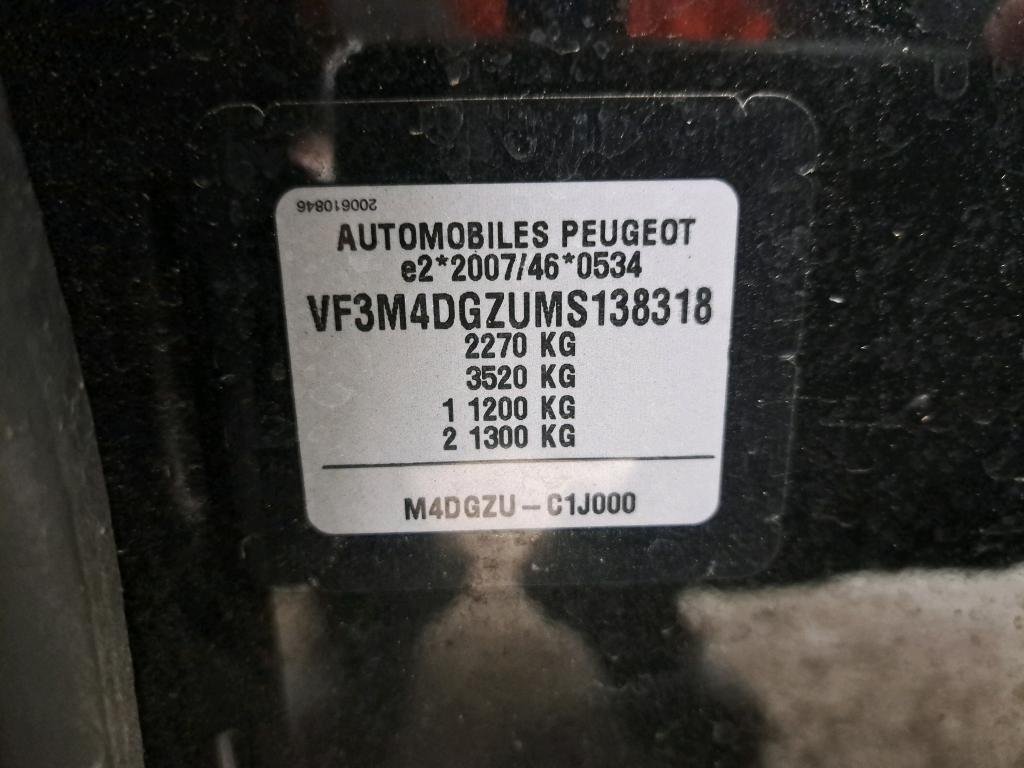 200610846
AUTOMOBILES PEUGEOT
e2*2007/46*0534
VF3M4DGZUMS138318
2270 KG
3520 KG
1 1200 KG
2 1300 KG
M4DGZU - C1J000